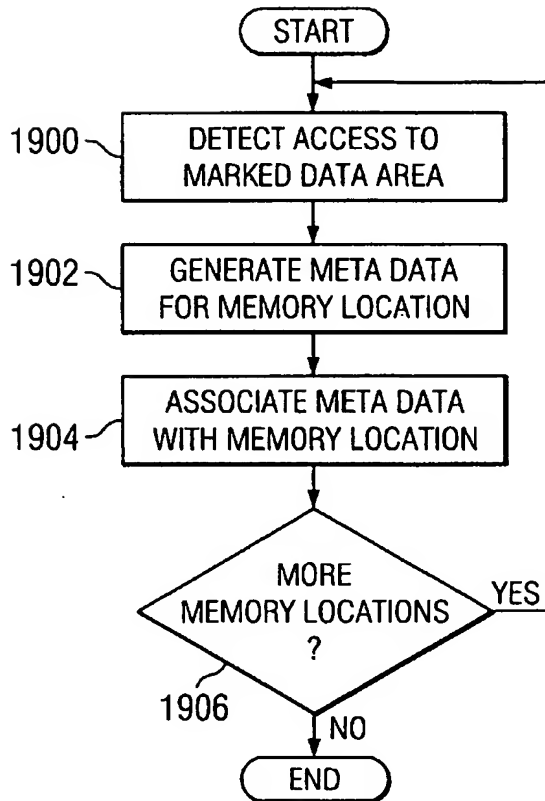 START
1900
DETECT ACCESS TO
MARKED DATA AREA
1902
GENERATE META DATA
FOR MEMORY LOCATION
1904
ASSOCIATE META DATA
WITH MEMORY LOCATION
MORE
MEMORY LOCATIONS
?
YES
1906
NO
END